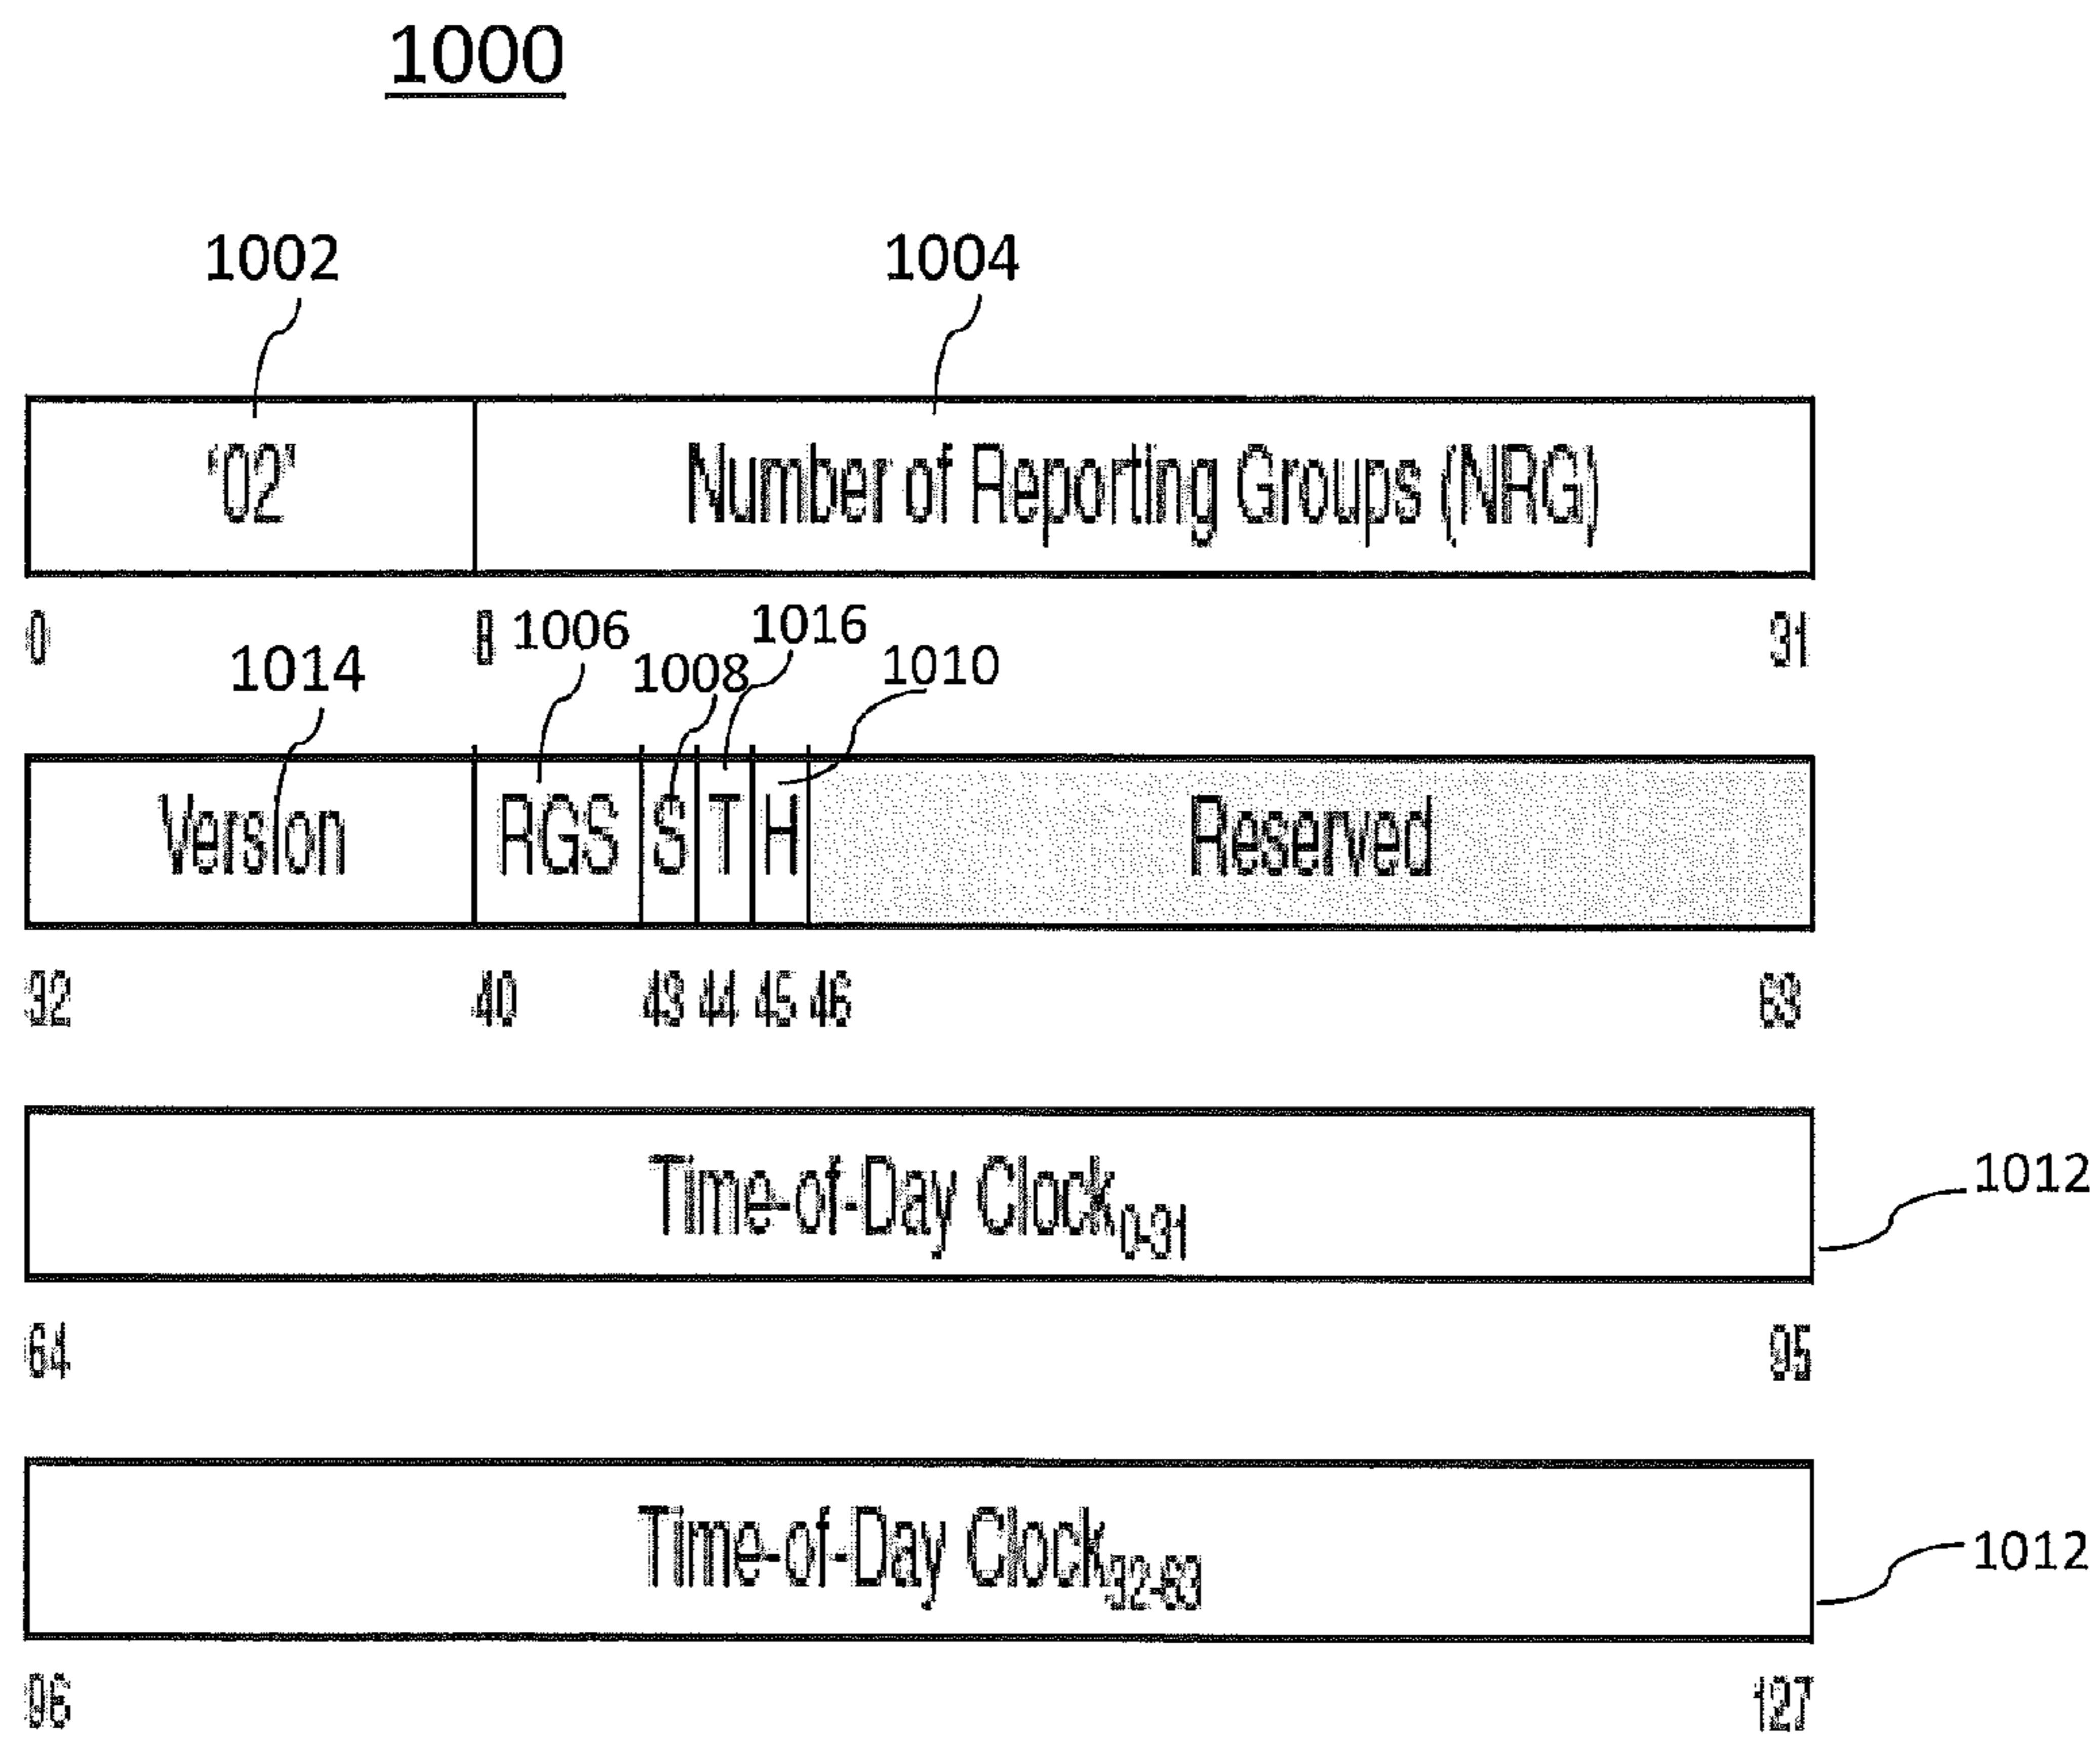 1000
1002 1004
'02' Number of Reporting Groups (NRG)
0 8 31
1014 1006 1008 1016 1010
Version RGS S T H Reserved
32 40 43 44 45 46 63
Time-of-Day Clock0-31 1012
64 95
Time-of-Day Clock32-63 1012
96 127